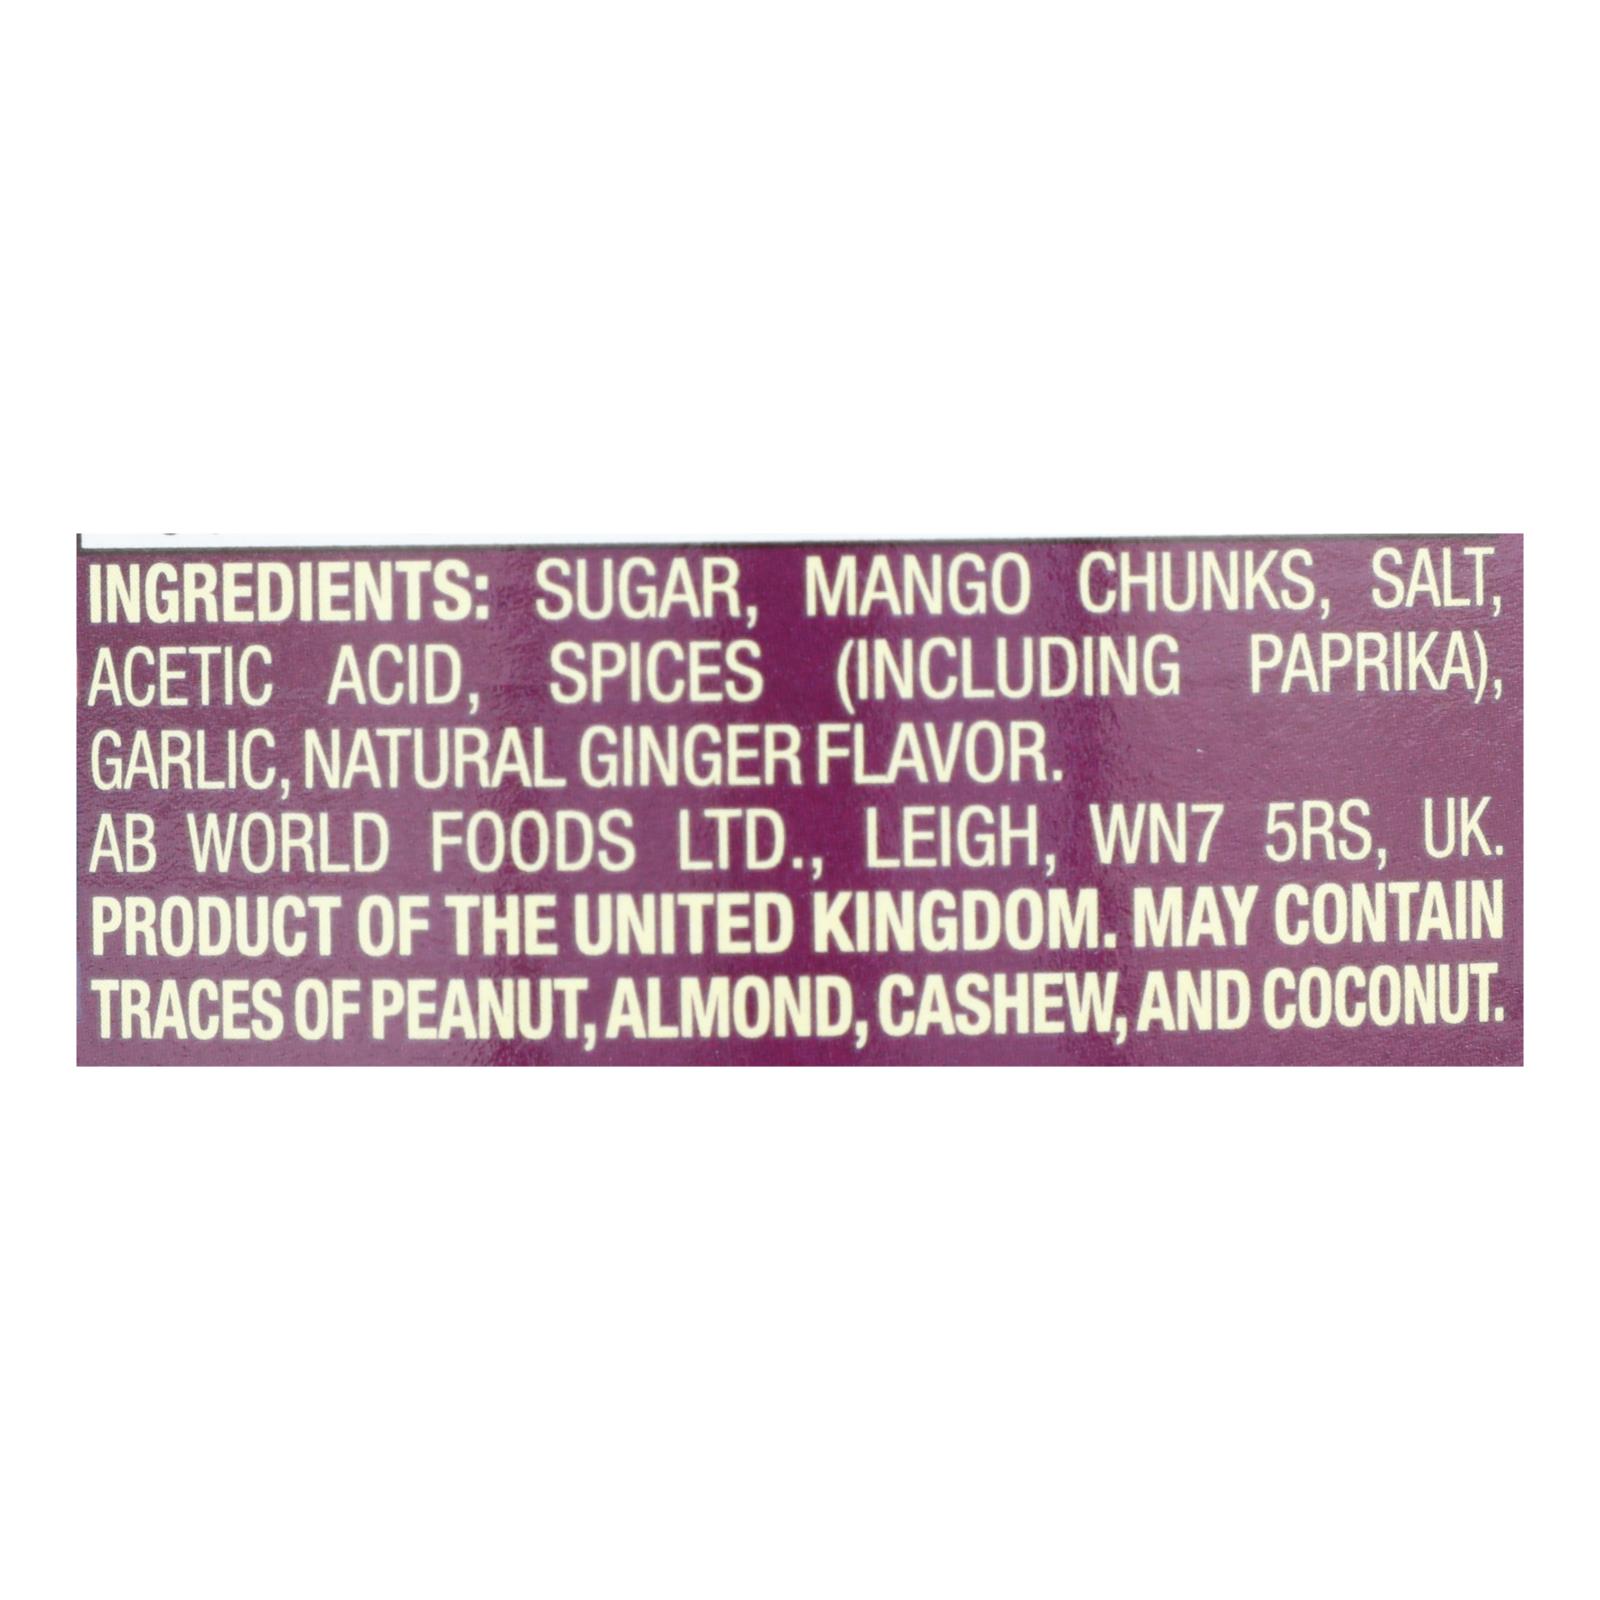 INGREDIENTS: SUGAR, MANGO CHUNKS, SALT,
ACETIC ACID, SPICES (INCLUDING PAPRIKA),
GARLIC, NATURAL GINGER FLAVOR.
AB WORLD FOODS LTD., LEIGH, WN7 5RS, UK.
PRODUCT OF THE UNITED KINGDOM. MAY CONTAIN
TRACES OF PEANUT, ALMOND, CASHEW, AND COCONUT.